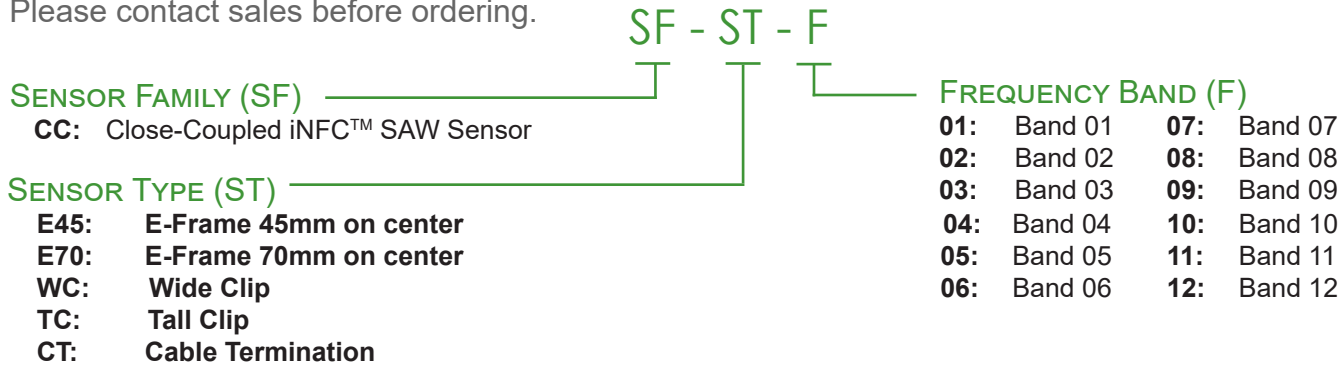 Please contact sales before ordering.
SF - ST - F
SENSOR FAMILY (SF)
CC: Close-Coupled iNFC™ SAW Sensor
SENSOR TYPE (ST)
E45: E-Frame 45mm on center
E70: E-Frame 70mm on center
WC: Wide Clip
TC: Tall Clip
CT: Cable Termination
FREQUENCY BAND (F)
01: Band 01 07: Band 07
02: Band 02 08: Band 08
03: Band 03 09: Band 09
04: Band 04 10: Band 10
05: Band 05 11: Band 11
06: Band 06 12: Band 12